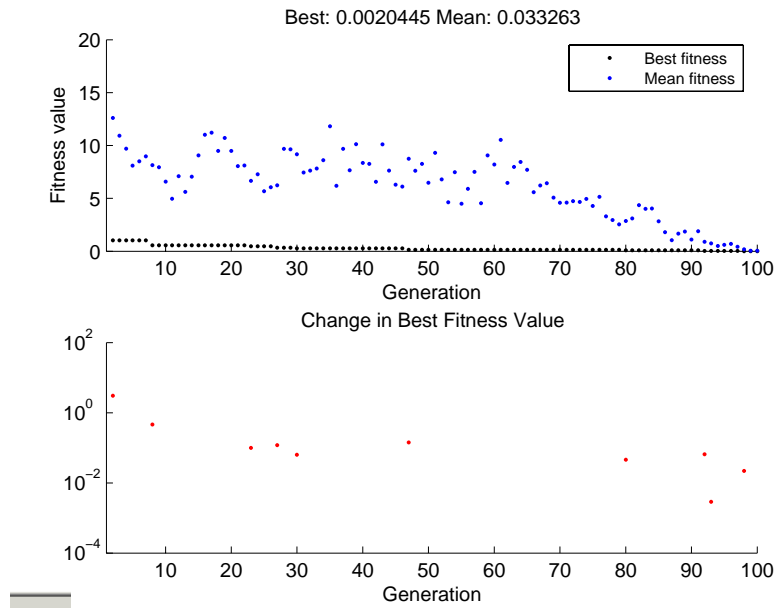 Best: 0.0020445 Mean: 0.033263
20
15
10
5
0
Fitness value
Best fitness
Mean fitness
10 20 30 40 50 60 70 80 90 100
Generation
Change in Best Fitness Value
10^2
10^0
10^-2
10^-4
10 20 30 40 50 60 70 80 90 100
Generation